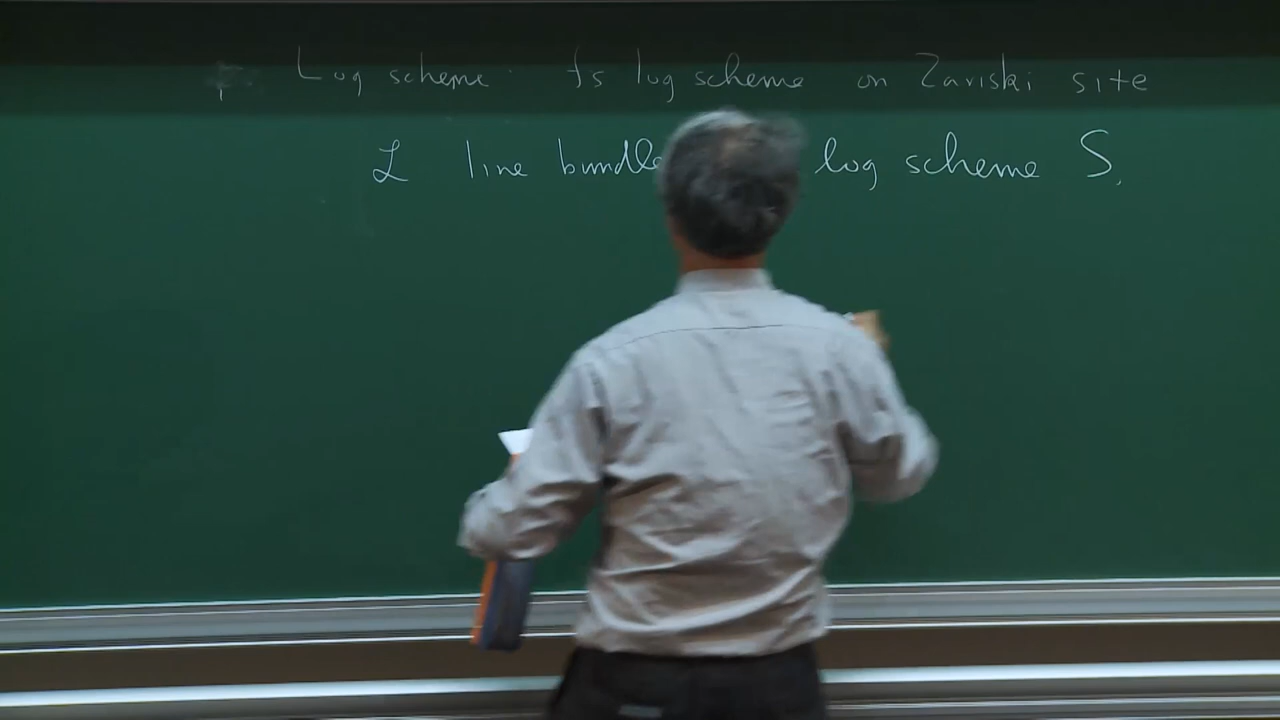 Log scheme : fs log scheme on Zariski site
ℒ line bundle log scheme S.